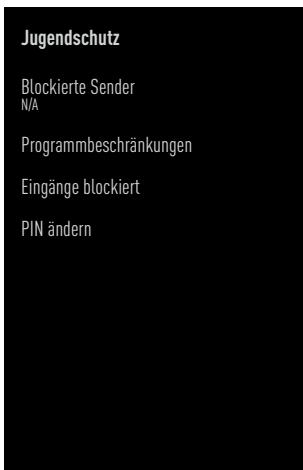 Jugendschutz
Blockierte Sender
N/A
Programmbeschränkungen
Eingänge blockiert
PIN ändern